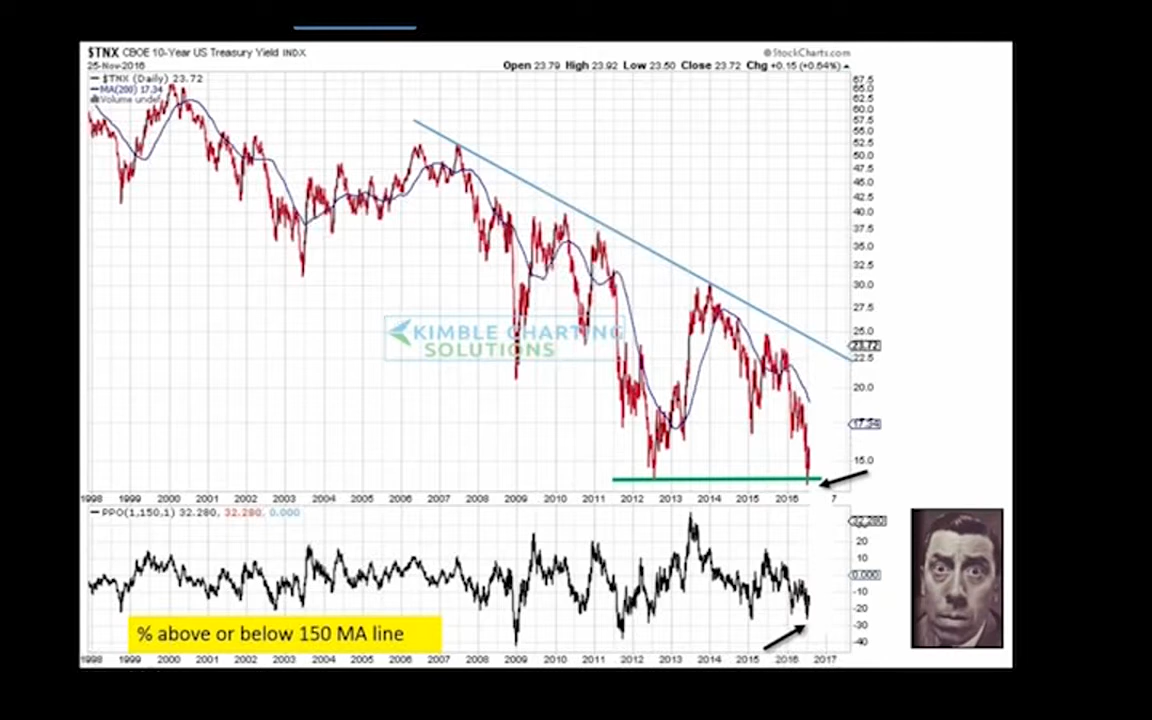 $TNX CBOE 10-Year US Treasury Yield INDX
© StockCharts.com
25-Nov-2016
Open 23.79 High 23.92 Low 23.50 Close 23.72 Chg +0.15 (+0.64%)
$TNX (Daily) 23.72
MA(200) 17.34
Volume undef
67.5
65.0
62.5
60.0
57.5
55.0
52.5
50.0
47.5
45.0
42.5
40.0
37.5
35.0
32.5
30.0
27.5
25.0
23.72
22.5
20.0
17.34
15.0
KIMBLE CHARTING
SOLUTIONS
1998 1999 2000 2001 2002 2003 2004 2005 2006 2007 2008 2009 2010 2011 2012 2013 2014 2015 2016 7
PPO(1,150,1) 32.280, 32.280, 0.000
32.280
20
10
0.000
-10
-20
-30
-40
% above or below 150 MA line
1998 1999 2000 2001 2002 2003 2004 2005 2006 2007 2008 2009 2010 2011 2012 2013 2014 2015 2016 2017